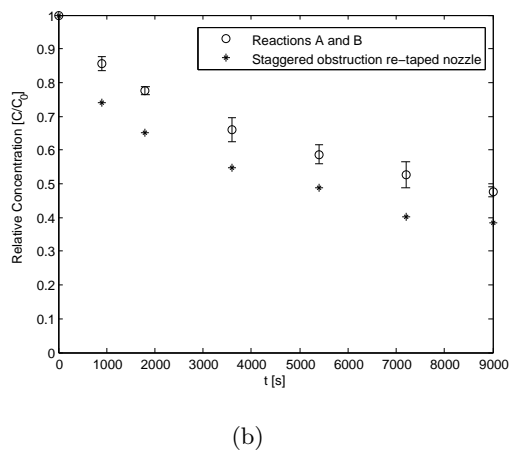 1
0.9
0.8
0.7
0.6
0.5
0.4
0.3
0.2
0.1
0
Relative Concentration [C/C0]
Reactions A and B
Staggered obstruction re-taped nozzle
0 1000 2000 3000 4000 5000 6000 7000 8000 9000
t [s]
(b)